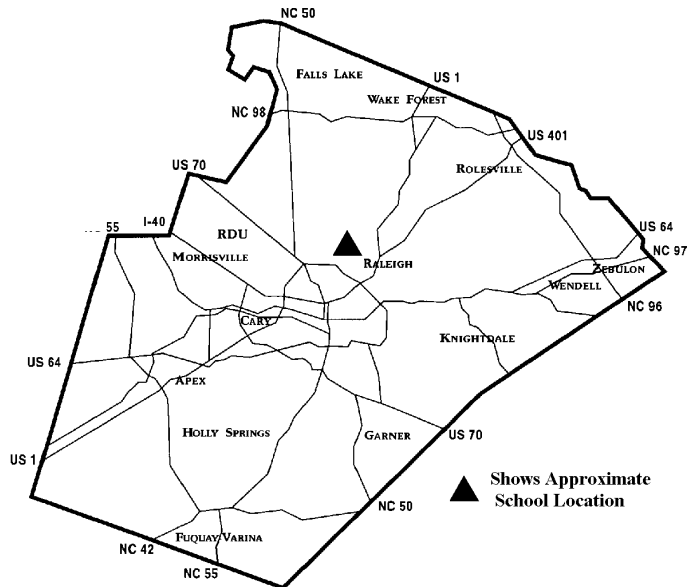 NC 50
FALLS LAKE
US 1
WAKE FOREST
NC 98
US 401
US 70
ROLESVILLE
55
I-40
RDU
US 64
MORRISVILLE
RALEIGH
NC 97
ZEBULON
WENDELL
NC 96
CARY
KNIGHTDALE
US 64
APEX
HOLLY SPRINGS
GARNER
US 70
US 1
Shows Approximate
School Location
NC 50
FUQUAY VARINA
NC 42
NC 55